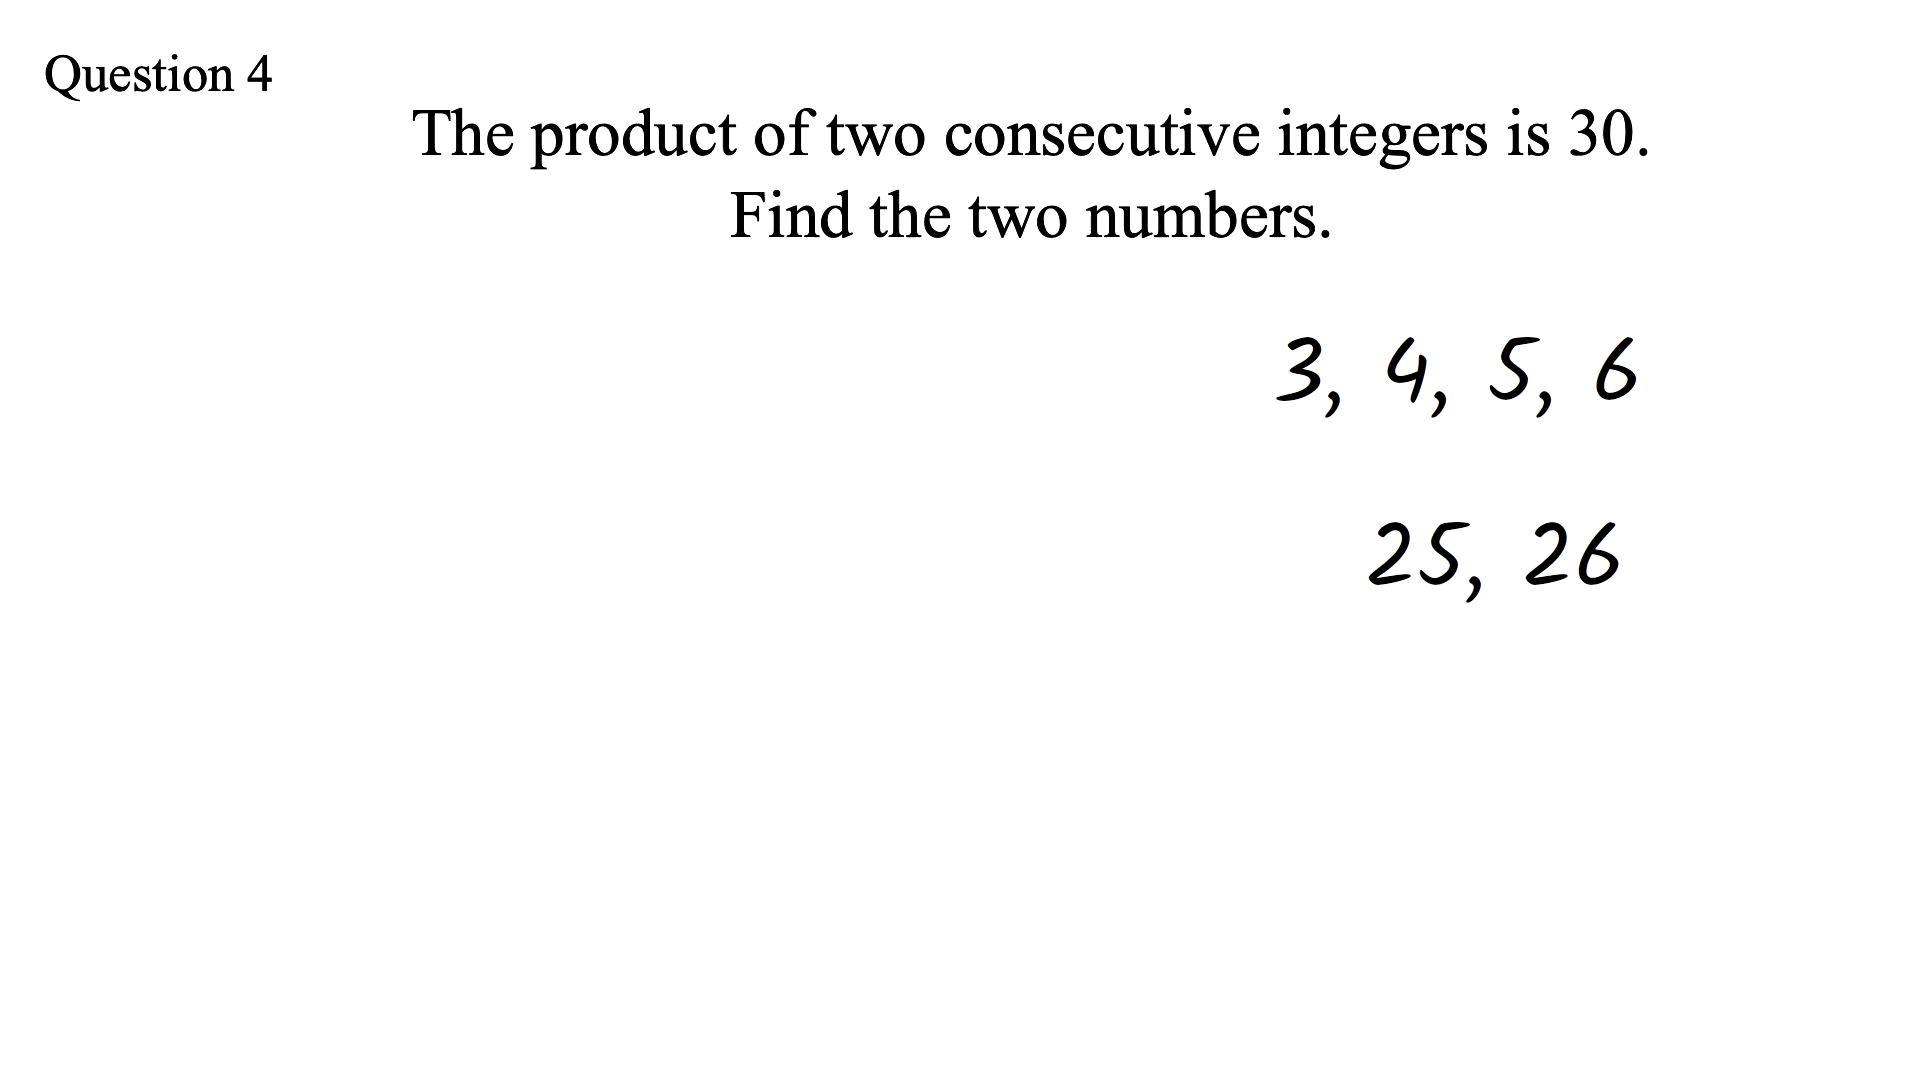 Question 4
The product of two consecutive integers is 30.
Find the two numbers.
3, 4, 5, 6
25, 26